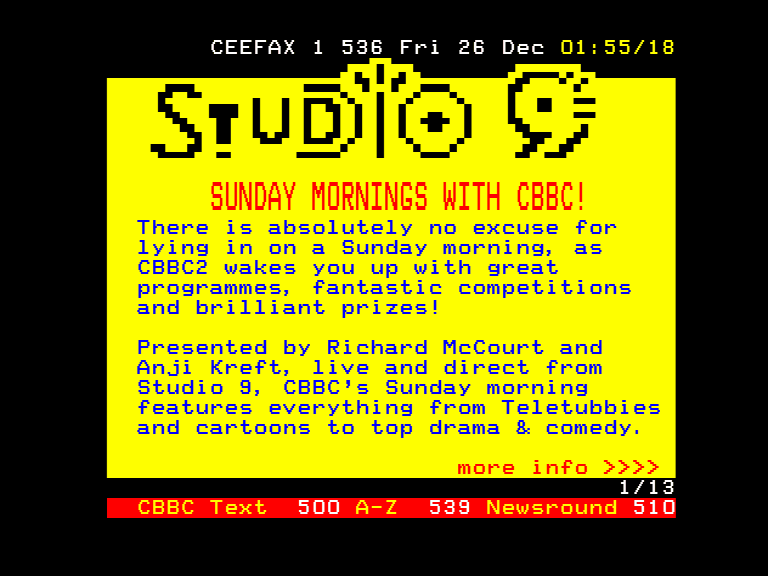 CEEFAX 1 536 Fri 26 Dec 01:55/18
STUDIO 9
SUNDAY MORNINGS WITH CBBC!
There is absolutely no excuse for
lying in on a Sunday morning, as
CBBC2 wakes you up with great
programmes, fantastic competitions
and brilliant prizes!
Presented by Richard McCourt and
Anji Kreft, live and direct from
Studio 9, CBBC's Sunday morning
features everything from Teletubbies
and cartoons to top drama & comedy.
more info >>>>
1/13
CBBC Text 500 A-Z 539 Newsround 510